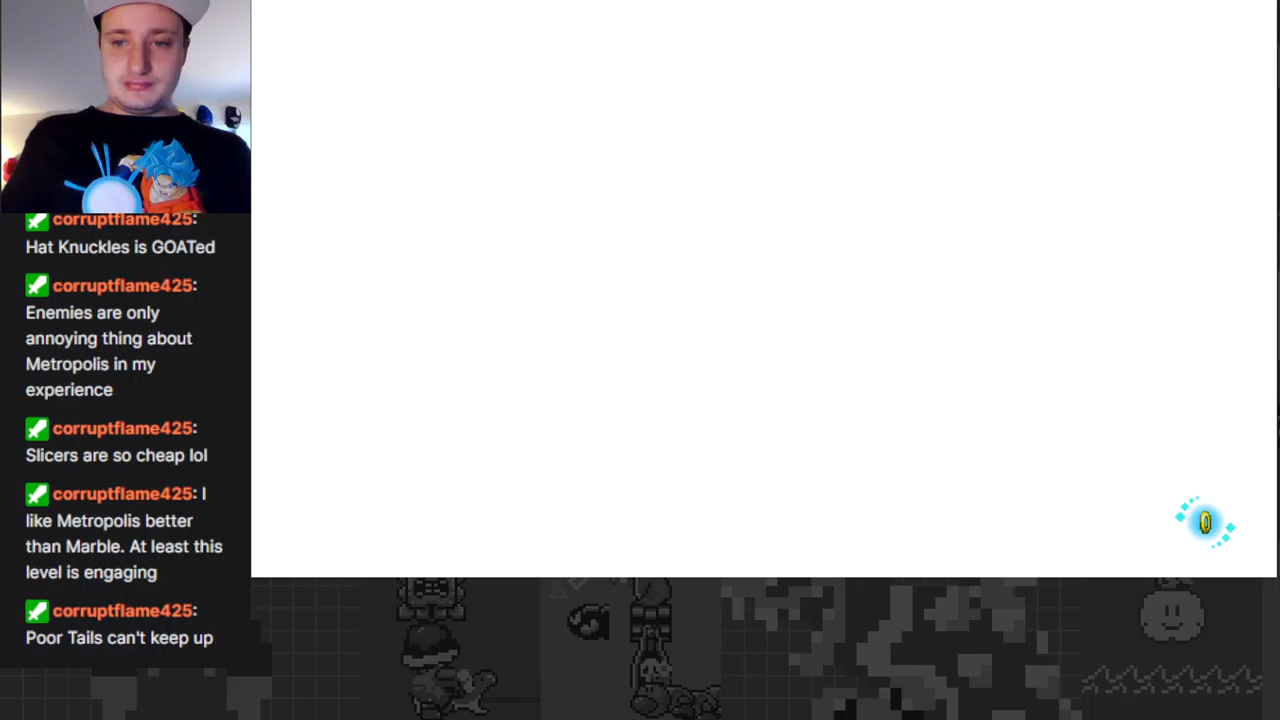 corruptflame425:
Hat Knuckles is GOATed
corruptflame425:
Enemies are only
annoying thing about
Metropolis in my
experience
corruptflame425:
Slicers are so cheap lol
corruptflame425: I
like Metropolis better
than Marble. At least this
level is engaging
corruptflame425:
Poor Tails can't keep up